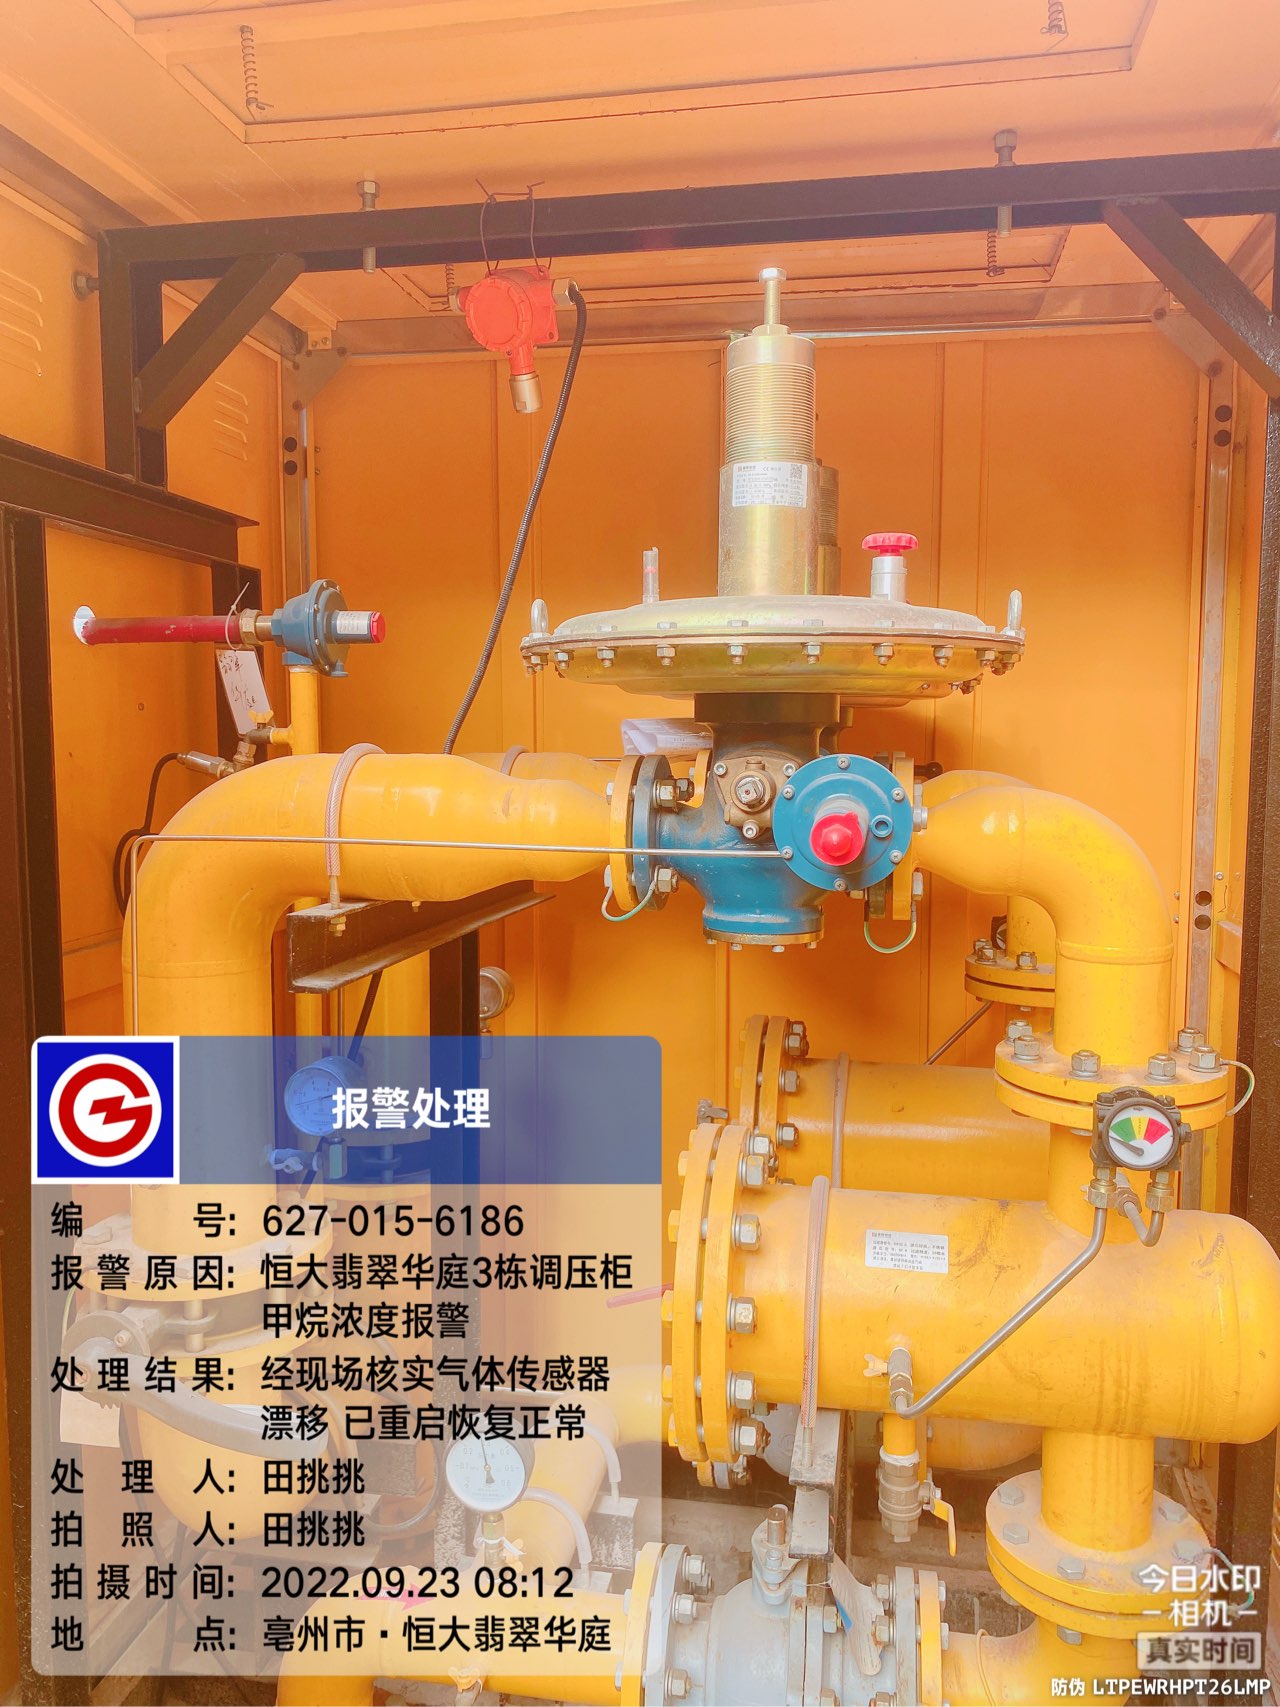 报警处理
编号: 627-015-6186
报警原因: 恒大翡翠华庭3栋调压柜
甲烷浓度报警
处理结果: 经现场核实气体传感器
漂移 已重启恢复正常
处理人: 田挑挑
拍照人: 田挑挑
拍摄时间: 2022.09.23 08:12
地点: 亳州市·恒大翡翠华庭
今日水印
-相机-
真实时间
防伪 LTPEWRHPT26LMP